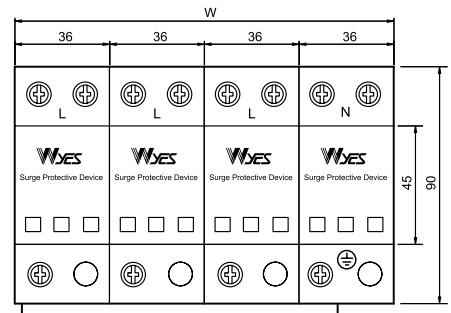 W
36 36 36 36
L L L N
Wyes Wyes Wyes Wyes
Surge Protective Device Surge Protective Device Surge Protective Device Surge Protective Device
45
90